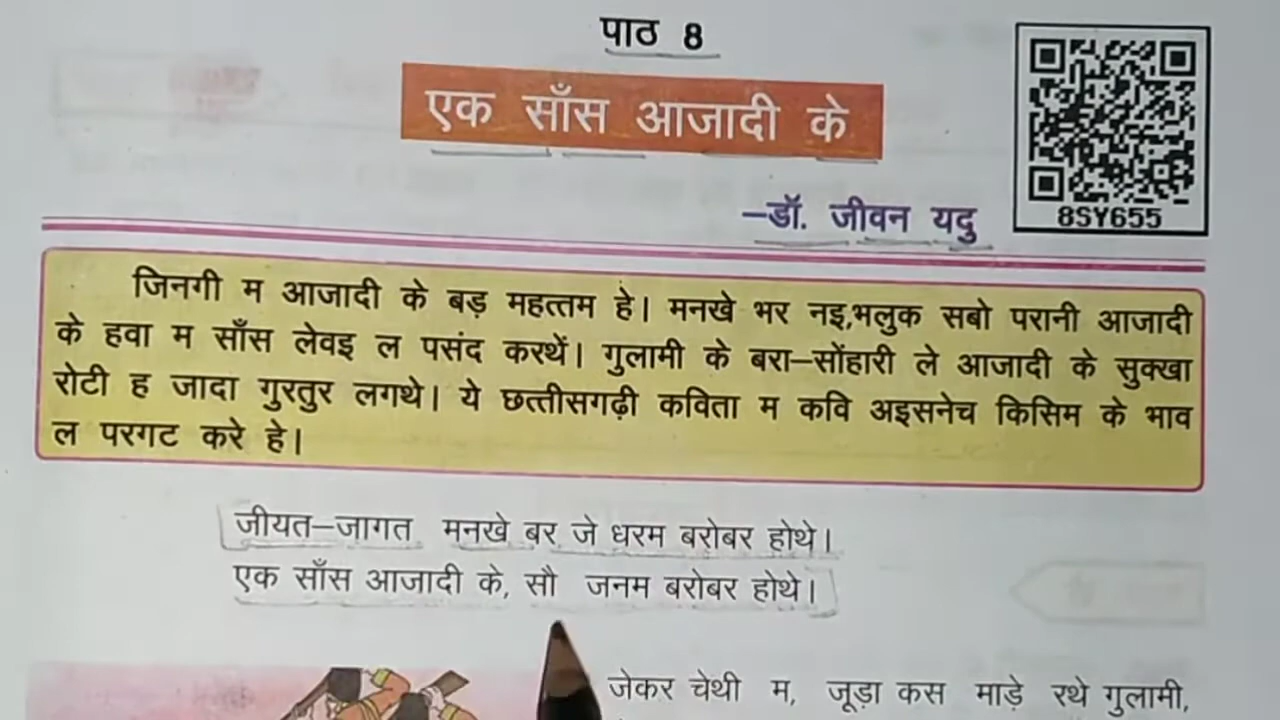 पाठ 8
एक साँस आजादी के
8SY655
–डॉ. जीवन यदु
जिनगी म आजादी के बड़ महत्तम हे। मनखे भर नइ,भलुक सबो परानी आजादी
के हवा म साँस लेवइ ल पसंद करथें। गुलामी के बरा–सोंहारी ले आजादी के सुक्खा
रोटी ह जादा गुरतुर लगथे। ये छत्तीसगढ़ी कविता म कवि अइसनेच किसिम के भाव
ल परगट करे हे।
जीयत–जागत मनखे बर जे धरम बरोबर होथे।
एक साँस आजादी के, सौ जनम बरोबर होथे।
जेकर चेथी म, जूड़ा कस माड़े रथे गुलामी,